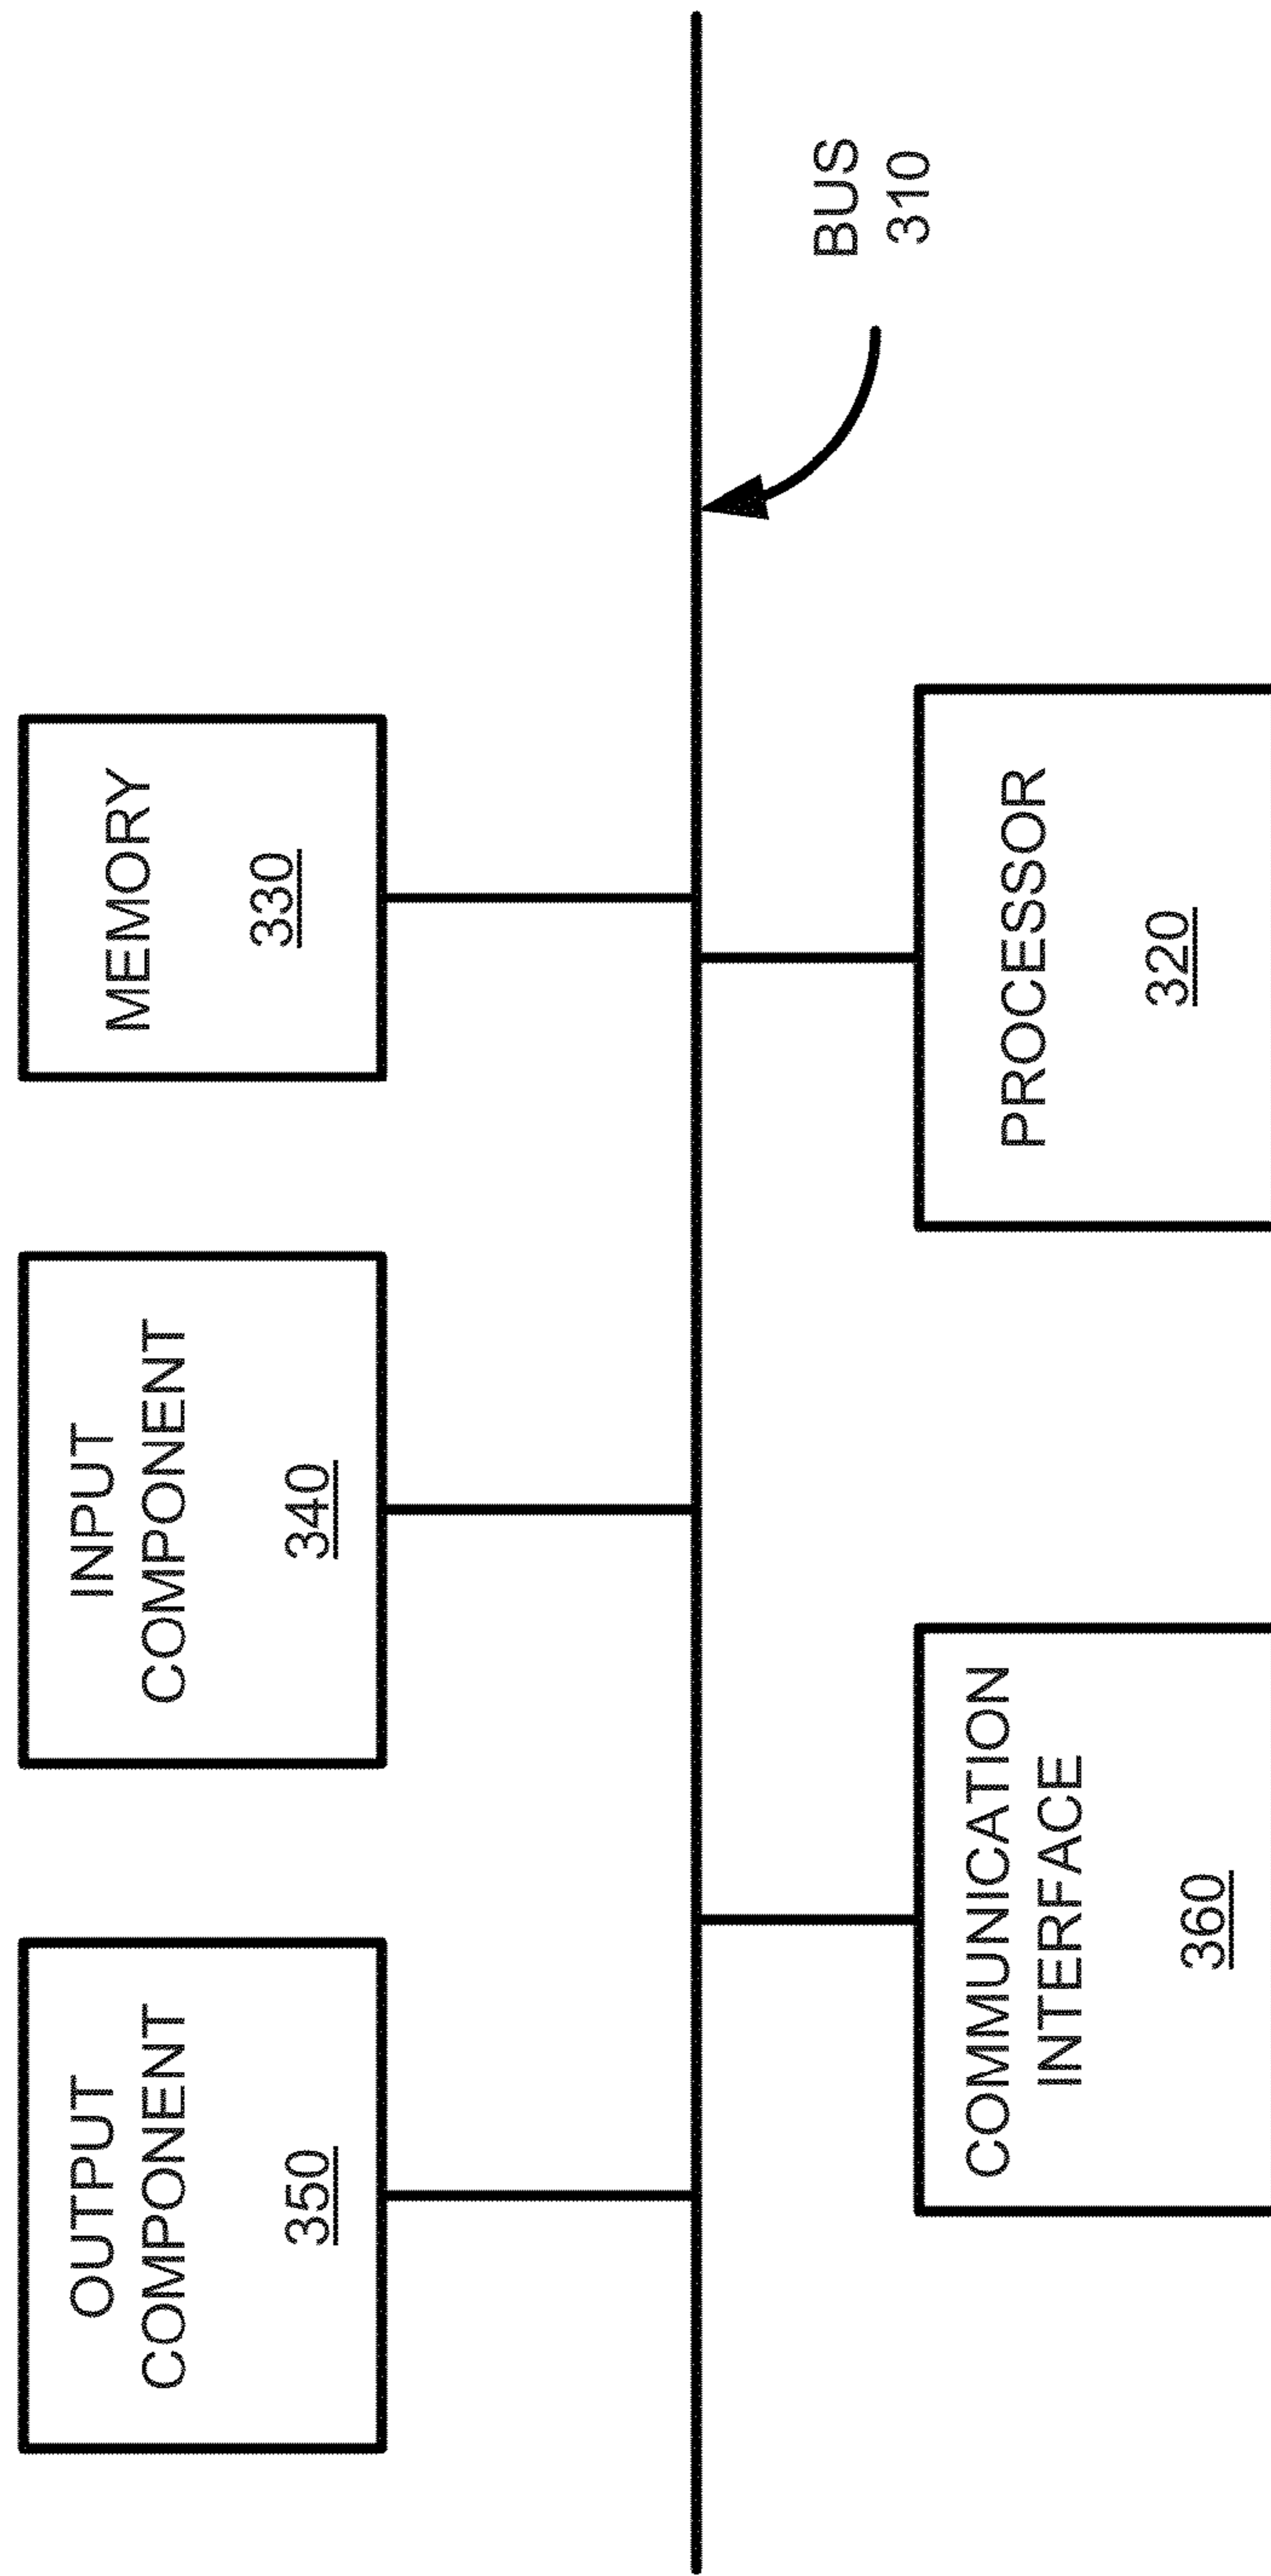 OUTPUT
COMPONENT
350
INPUT
COMPONENT
340
MEMORY
330
BUS
310
COMMUNICATION
INTERFACE
360
PROCESSOR
320